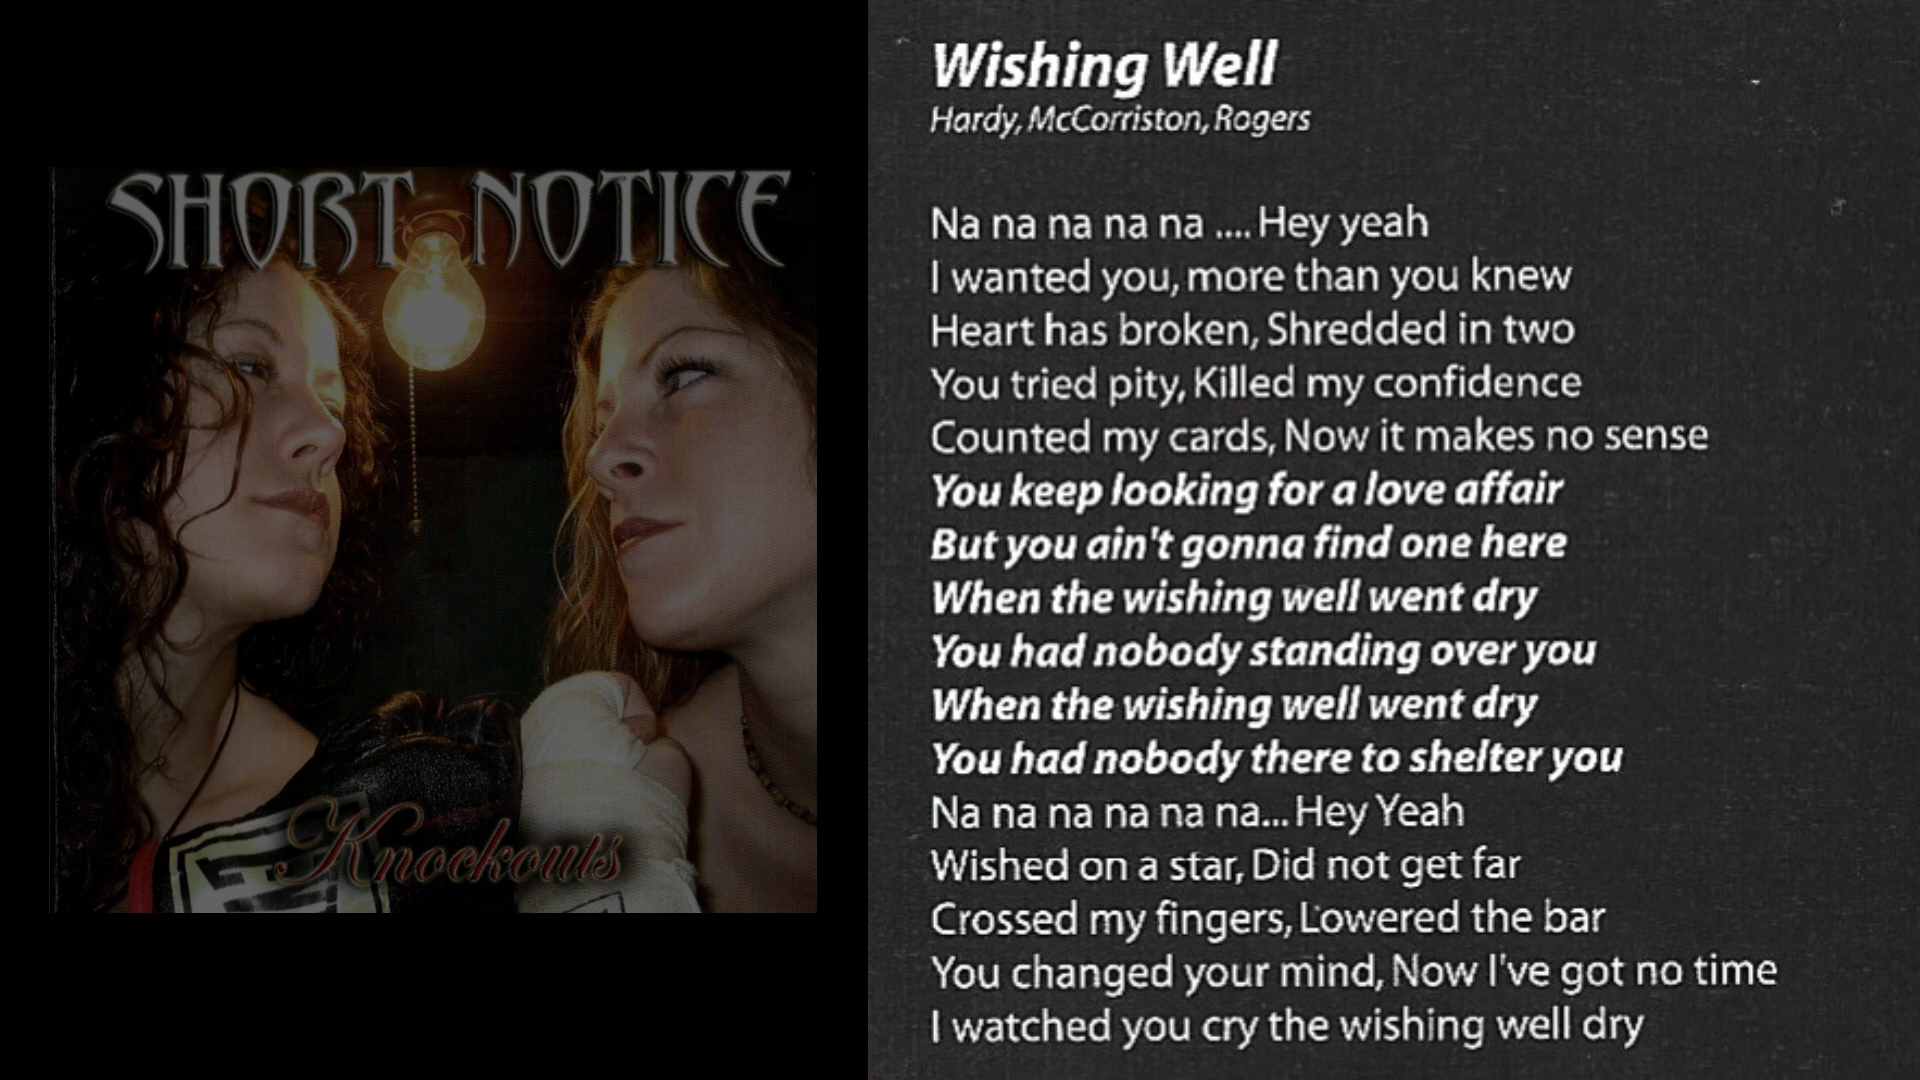 SHORT NOTICE
Knockouts
Wishing Well
Hardy, McCorriston, Rogers
Na na na na na .... Hey yeah
I wanted you, more than you knew
Heart has broken, Shredded in two
You tried pity, Killed my confidence
Counted my cards, Now it makes no sense
You keep looking for a love affair
But you ain't gonna find one here
When the wishing well went dry
You had nobody standing over you
When the wishing well went dry
You had nobody there to shelter you
Na na na na na na... Hey Yeah
Wished on a star, Did not get far
Crossed my fingers, Lowered the bar
You changed your mind, Now I've got no time
I watched you cry the wishing well dry